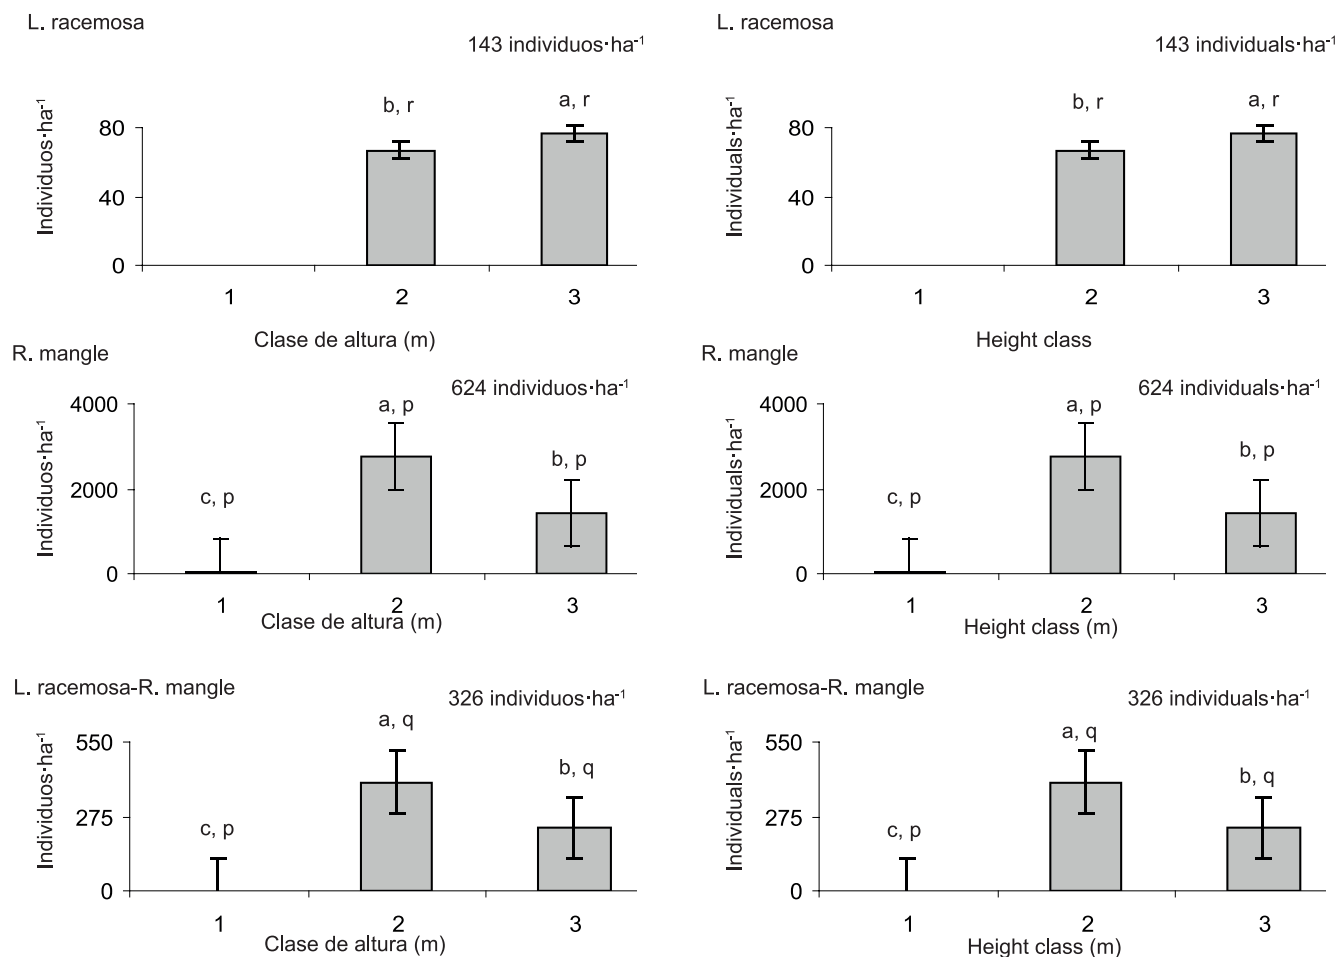 L. racemosa
143 individuos·ha-1
b, r
a, r
Individuos·ha-1
80
40
0
1
2
3
Clase de altura (m)
L. racemosa
143 individuals·ha-1
b, r
a, r
Individuals·ha-1
80
40
0
1
2
3
Height class
R. mangle
624 individuos·ha-1
a, p
b, p
c, p
Individuos·ha-1
4000
2000
0
1
2
3
Clase de altura (m)
R. mangle
624 individuals·ha-1
a, p
b, p
c, p
Individuals·ha-1
4000
2000
0
1
2
3
Height class (m)
L. racemosa-R. mangle
326 individuos·ha-1
a, q
b, q
c, p
Individuos·ha-1
550
275
0
1
2
3
Clase de altura (m)
L. racemosa-R. mangle
326 individuals·ha-1
a, q
b, q
c, p
Individuals·ha-1
550
275
0
1
2
3
Height class (m)